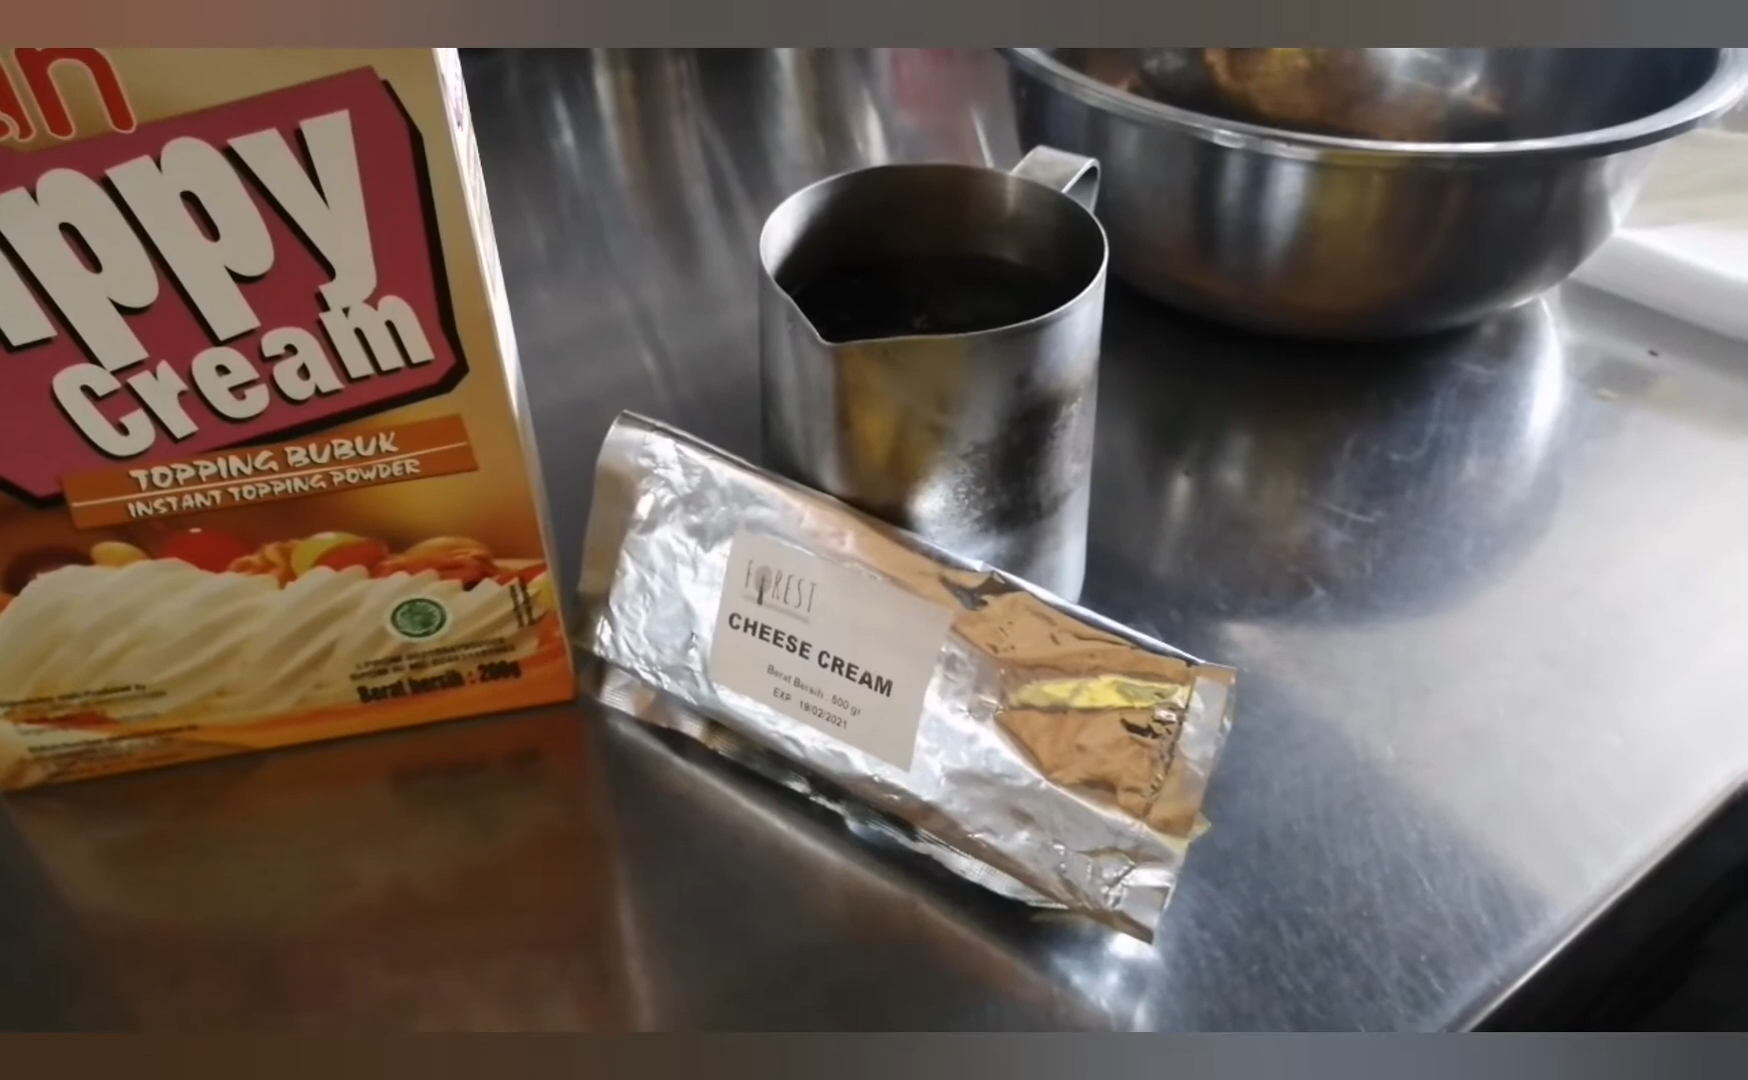 ippy
cream
TOPPING BUBUK
INSTANT TOPPING POWDER
Berat bersih : 200g
FOREST
CHEESE CREAM
Berat Bersih : 500 gr
EXP 19/02/2021